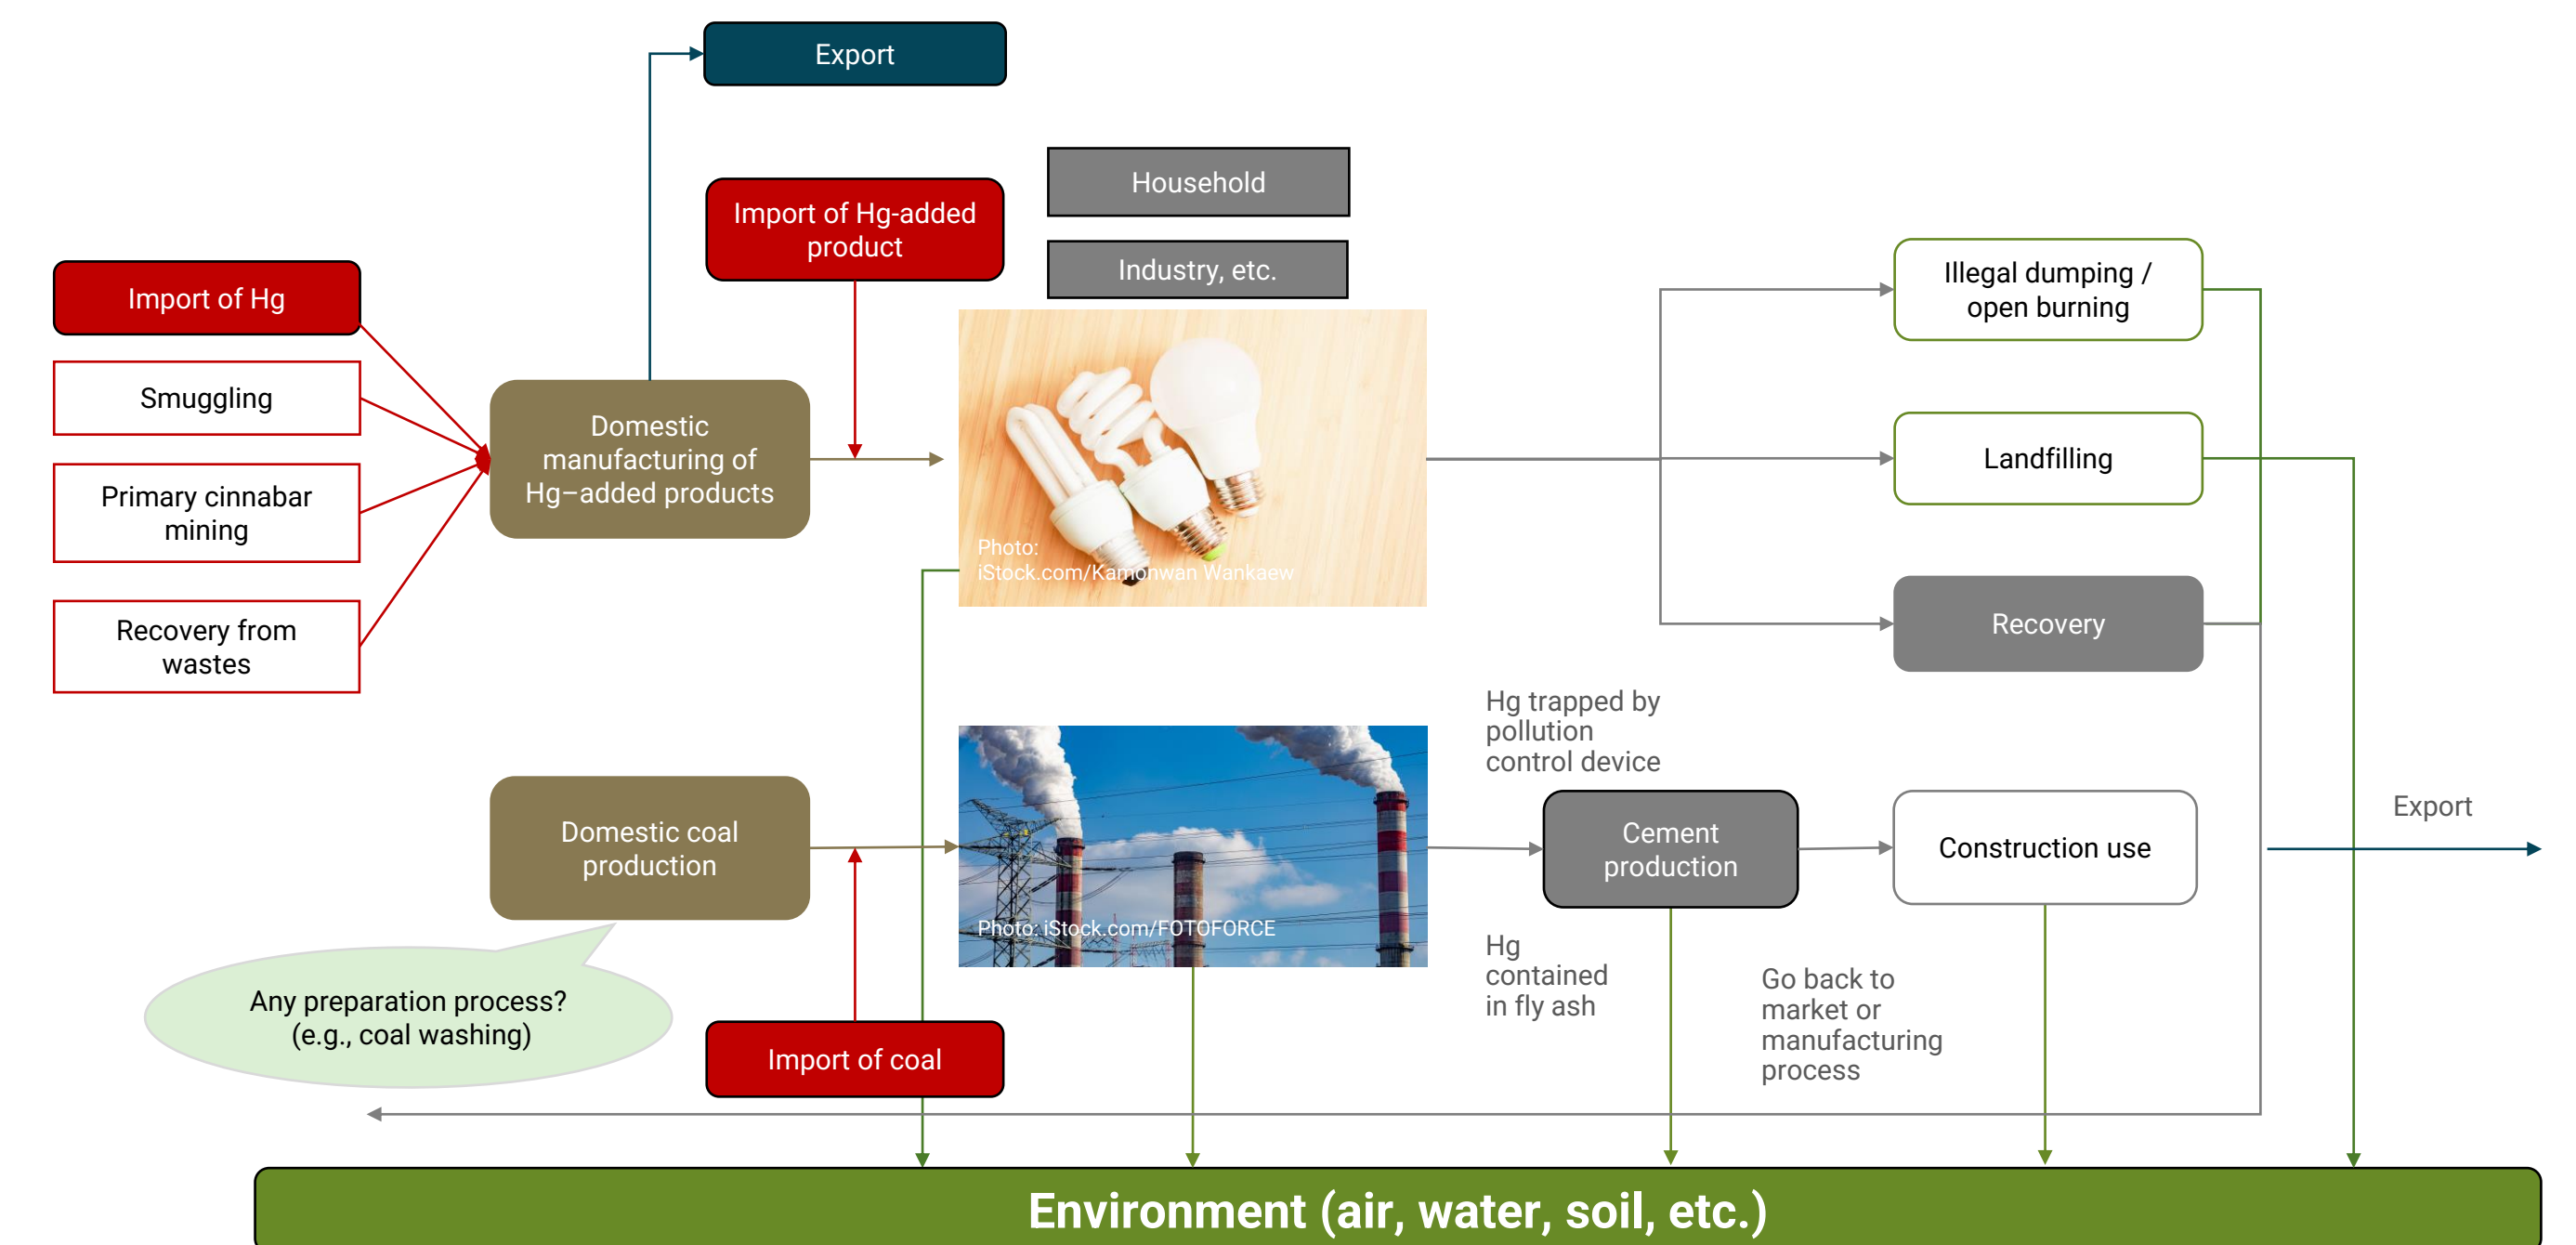 Export
Import of Hg-added
product
Household
Industry, etc.
Import of Hg
Smuggling
Primary cinnabar
mining
Recovery from
wastes
Domestic
manufacturing of
Hg–added products
Photo:
iStock.com/Kamonwan Wankaew
Illegal dumping /
open burning
Landfilling
Recovery
Domestic coal
production
Any preparation process?
(e.g., coal washing)
Import of coal
Photo: iStock.com/FOTOFORCE
Hg trapped by
pollution
control device
Cement
production
Hg
contained
in fly ash
Construction use
Go back to
market or
manufacturing
process
Export
Environment (air, water, soil, etc.)